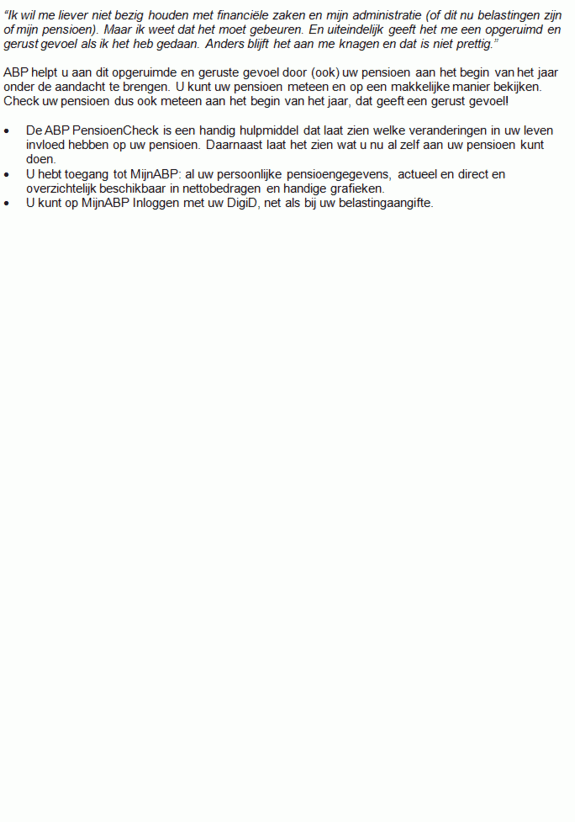 “Ik wil me liever niet bezig houden met financiële zaken en mijn administratie (of dit nu belastingen zijn
of mijn pensioen). Maar ik weet dat het moet gebeuren. En uiteindelijk geeft het me een opgeruimd en
gerust gevoel als ik het heb gedaan. Anders blijft het aan me knagen en dat is niet prettig.”
ABP helpt u aan dit opgeruimde en geruste gevoel door (ook) uw pensioen aan het begin van het jaar
onder de aandacht te brengen. U kunt uw pensioen meteen en op een makkelijke manier bekijken.
Check uw pensioen dus ook meteen aan het begin van het jaar, dat geeft een gerust gevoel!
• De ABP PensioenCheck is een handig hulpmiddel dat laat zien welke veranderingen in uw leven
invloed hebben op uw pensioen. Daarnaast laat het zien wat u nu al zelf aan uw pensioen kunt
doen.
• U hebt toegang tot MijnABP: al uw persoonlijke pensioengegevens, actueel en direct en
overzichtelijk beschikbaar in nettobedragen en handige grafieken.
• U kunt op MijnABP Inloggen met uw DigiD, net als bij uw belastingaangifte.